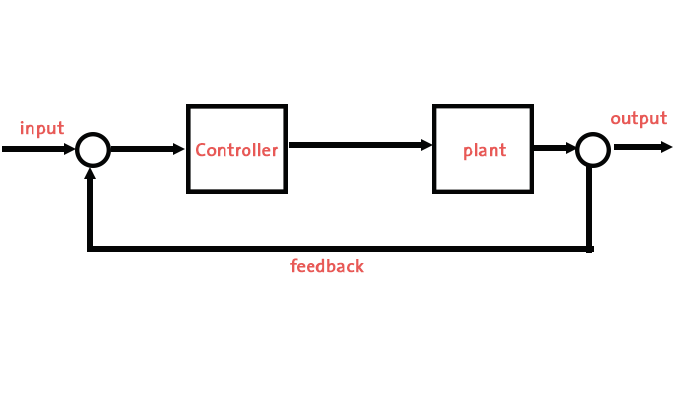 input
output
Controller
plant
feedback